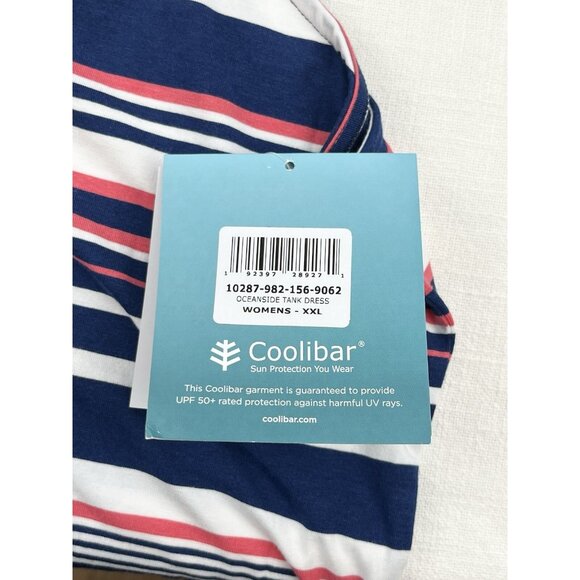 1 92397 28927 1
10287-982-156-9062
OCEANSIDE TANK DRESS
WOMENS - XXL
Coolibar®
Sun Protection You Wear
This Coolibar garment is guaranteed to provide
UPF 50+ rated protection against harmful UV rays.
coolibar.com